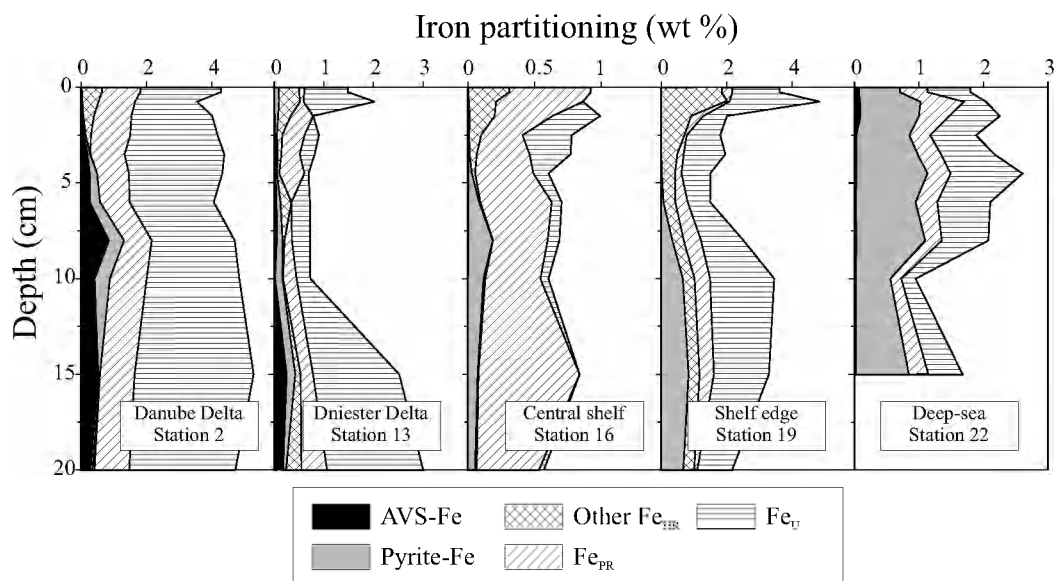 Iron partitioning (wt %)
0 2 4 0 1 2 3 0 0.5 1 0 2 4 0 1 2 3
Depth (cm)
0
5
10
15
20
Danube Delta
Station 2
Dniester Delta
Station 13
Central shelf
Station 16
Shelf edge
Station 19
Deep-sea
Station 22
AVS-Fe Other Fe_HR Fe_U
Pyrite-Fe Fe_PR